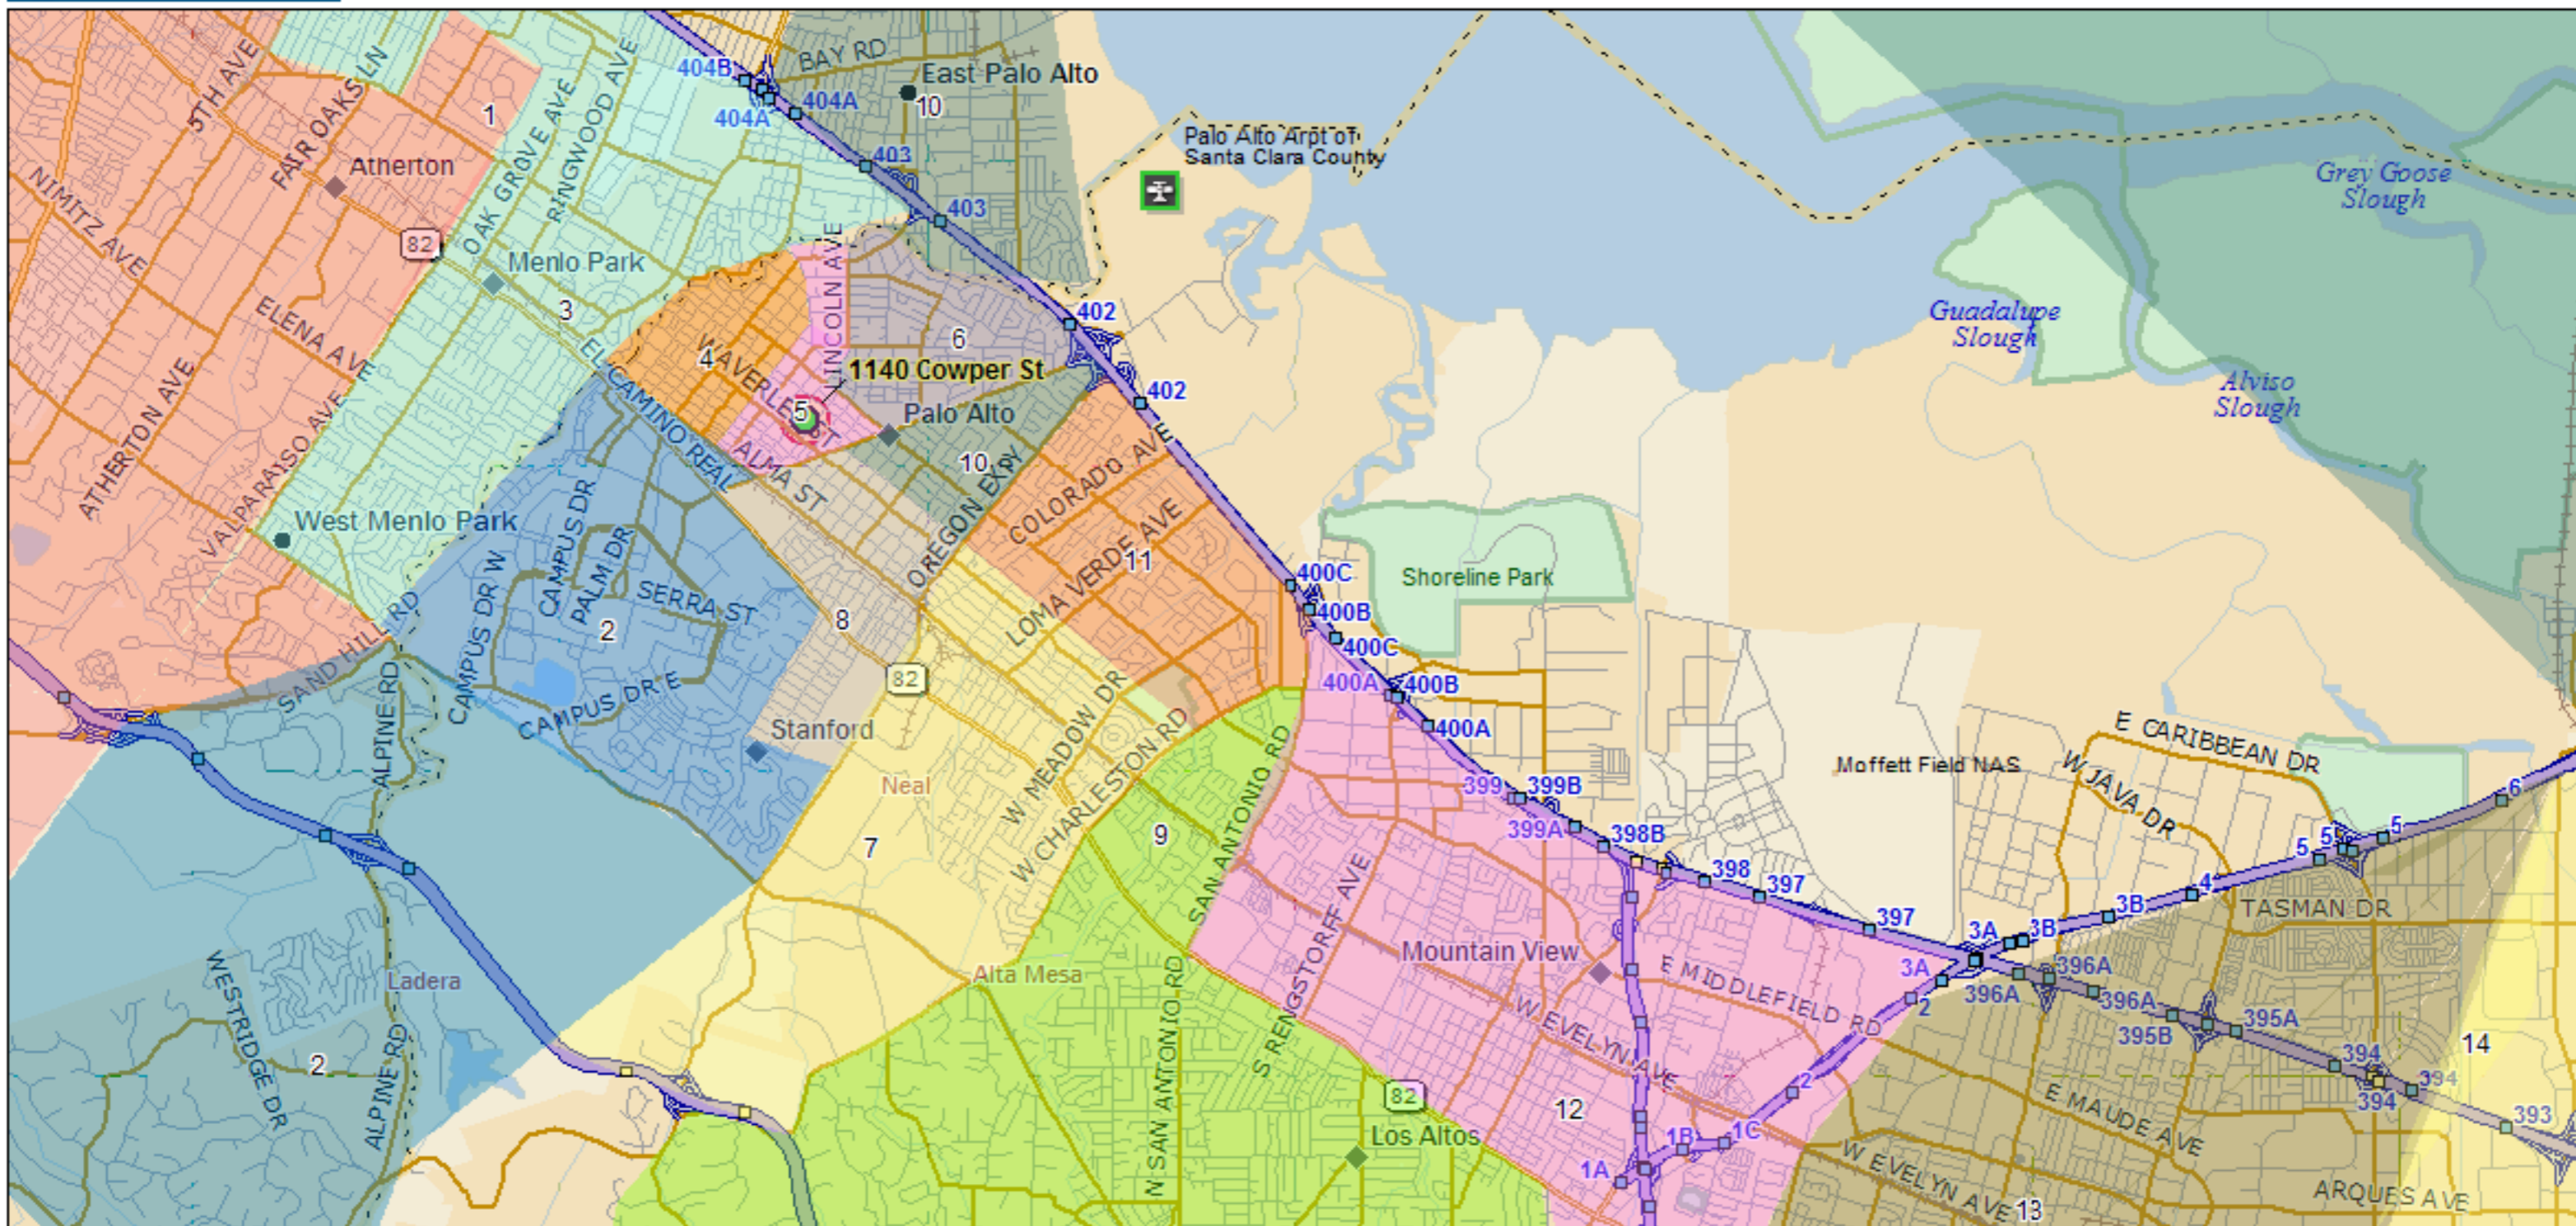 BAY RD
404B
East Palo Alto
5TH AVE
FAIR OAKS LN
1
OAK GROVE AVE
RINGWOOD AVE
404A
404A
10
403
Palo Alto Arpt of
Santa Clara County
Atherton
NIMITZ AVE
82
403
Grey Goose
Slough
Menlo Park
3
LINCOLN AVE
402
ELENA AVE
6
Guadalupe
Slough
4
WAVERLEY ST
1140 Cowper St
EL CAMINO REAL
402
Alviso
Slough
5
Palo Alto
ATHERTON AVE
VALPARAISO AVE
ALMA ST
10
OREGON EXPY
COLORADO AVE
E
West Menlo Park
CAMPUS DR W
CAMPUS DR
PALM DR
SERRA ST
LOMA VERDE AVE
11
400C
400B
400C
Shoreline Park
2
8
SAND HILL RD
ALPINE RD
CAMPUS DR E
82
400A
400B
400A
Stanford
W MEADOW DR
W CHARLESTON RD
SAN ANTONIO RD
E CARIBBEAN DR
W JAVA DR
Moffett Field NAS
Neal
399
399B
6
7
9
399A
398B
5
5
5
398
397
4
S RENGSTORFF AVE
3B
TASMAN DR
397
3A
3B
WESTRIDGE DR
Ladera
Alta Mesa
N SAN ANTONIO RD
Mountain View
E MIDDLEFIELD RD
3A
396A
396A
2
396A
W EVELYN AVE
395B
395A
2
ALPINE RD
14
394
394
394
2
82
12
E MAUDE AVE
393
Los Altos
1B
1C
1A
W EVELYN AVE
ARQUES AVE
13